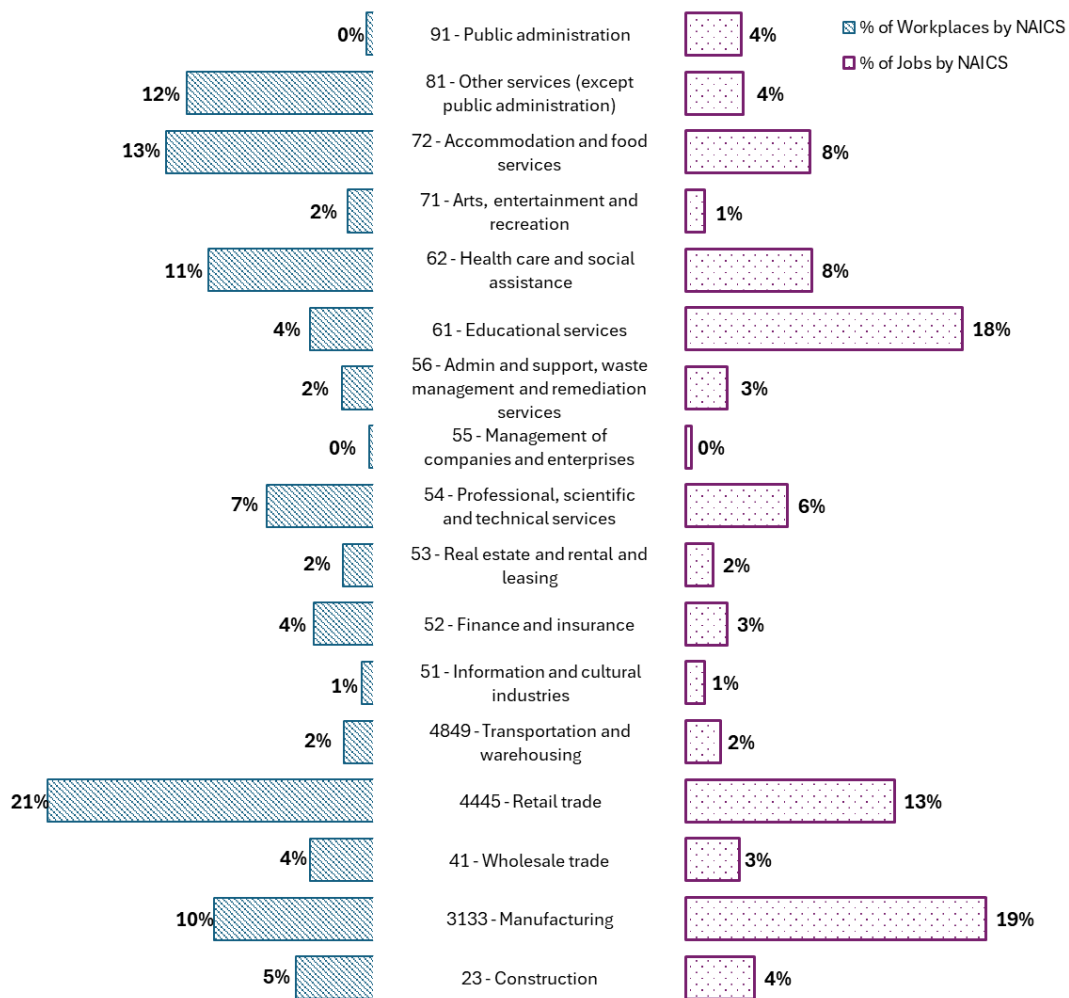 % of Workplaces by NAICS
% of Jobs by NAICS
0%
91 - Public administration
4%
12%
81 - Other services (except
public administration)
4%
13%
72 - Accommodation and food
services
8%
2%
71 - Arts, entertainment and
recreation
1%
11%
62 - Health care and social
assistance
8%
4%
61 - Educational services
18%
2%
56 - Admin and support, waste
management and remediation
services
3%
0%
55 - Management of
companies and enterprises
0%
7%
54 - Professional, scientific
and technical services
6%
2%
53 - Real estate and rental and
leasing
2%
4%
52 - Finance and insurance
3%
1%
51 - Information and cultural
industries
1%
2%
4849 - Transportation and
warehousing
2%
21%
4445 - Retail trade
13%
4%
41 - Wholesale trade
3%
10%
3133 - Manufacturing
19%
5%
23 - Construction
4%